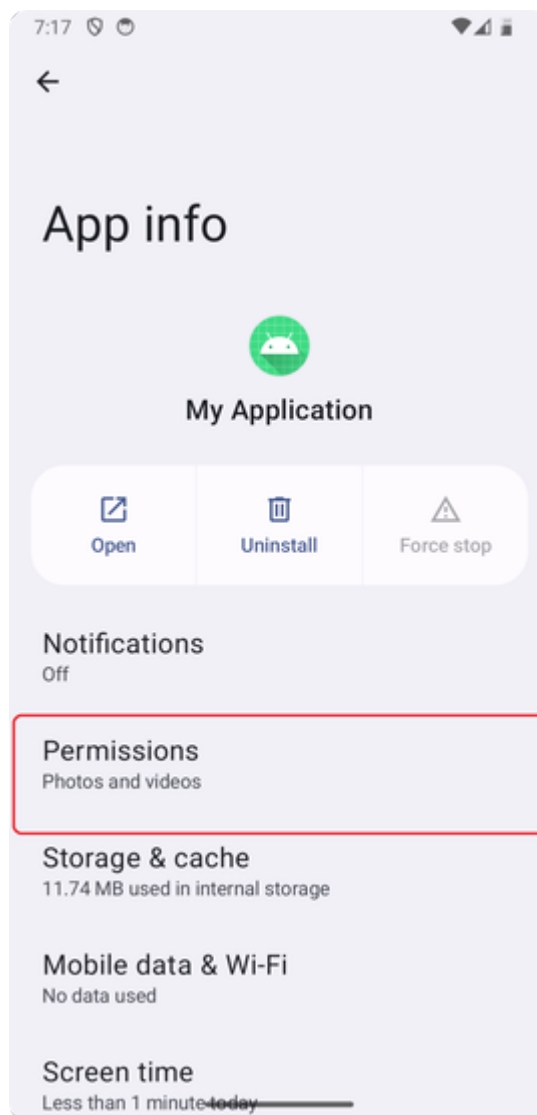 7:17
App info
My Application
Open
Uninstall
Force stop
Notifications
Off
Permissions
Photos and videos
Storage & cache
11.74 MB used in internal storage
Mobile data & Wi-Fi
No data used
Screen time
Less than 1 minute today